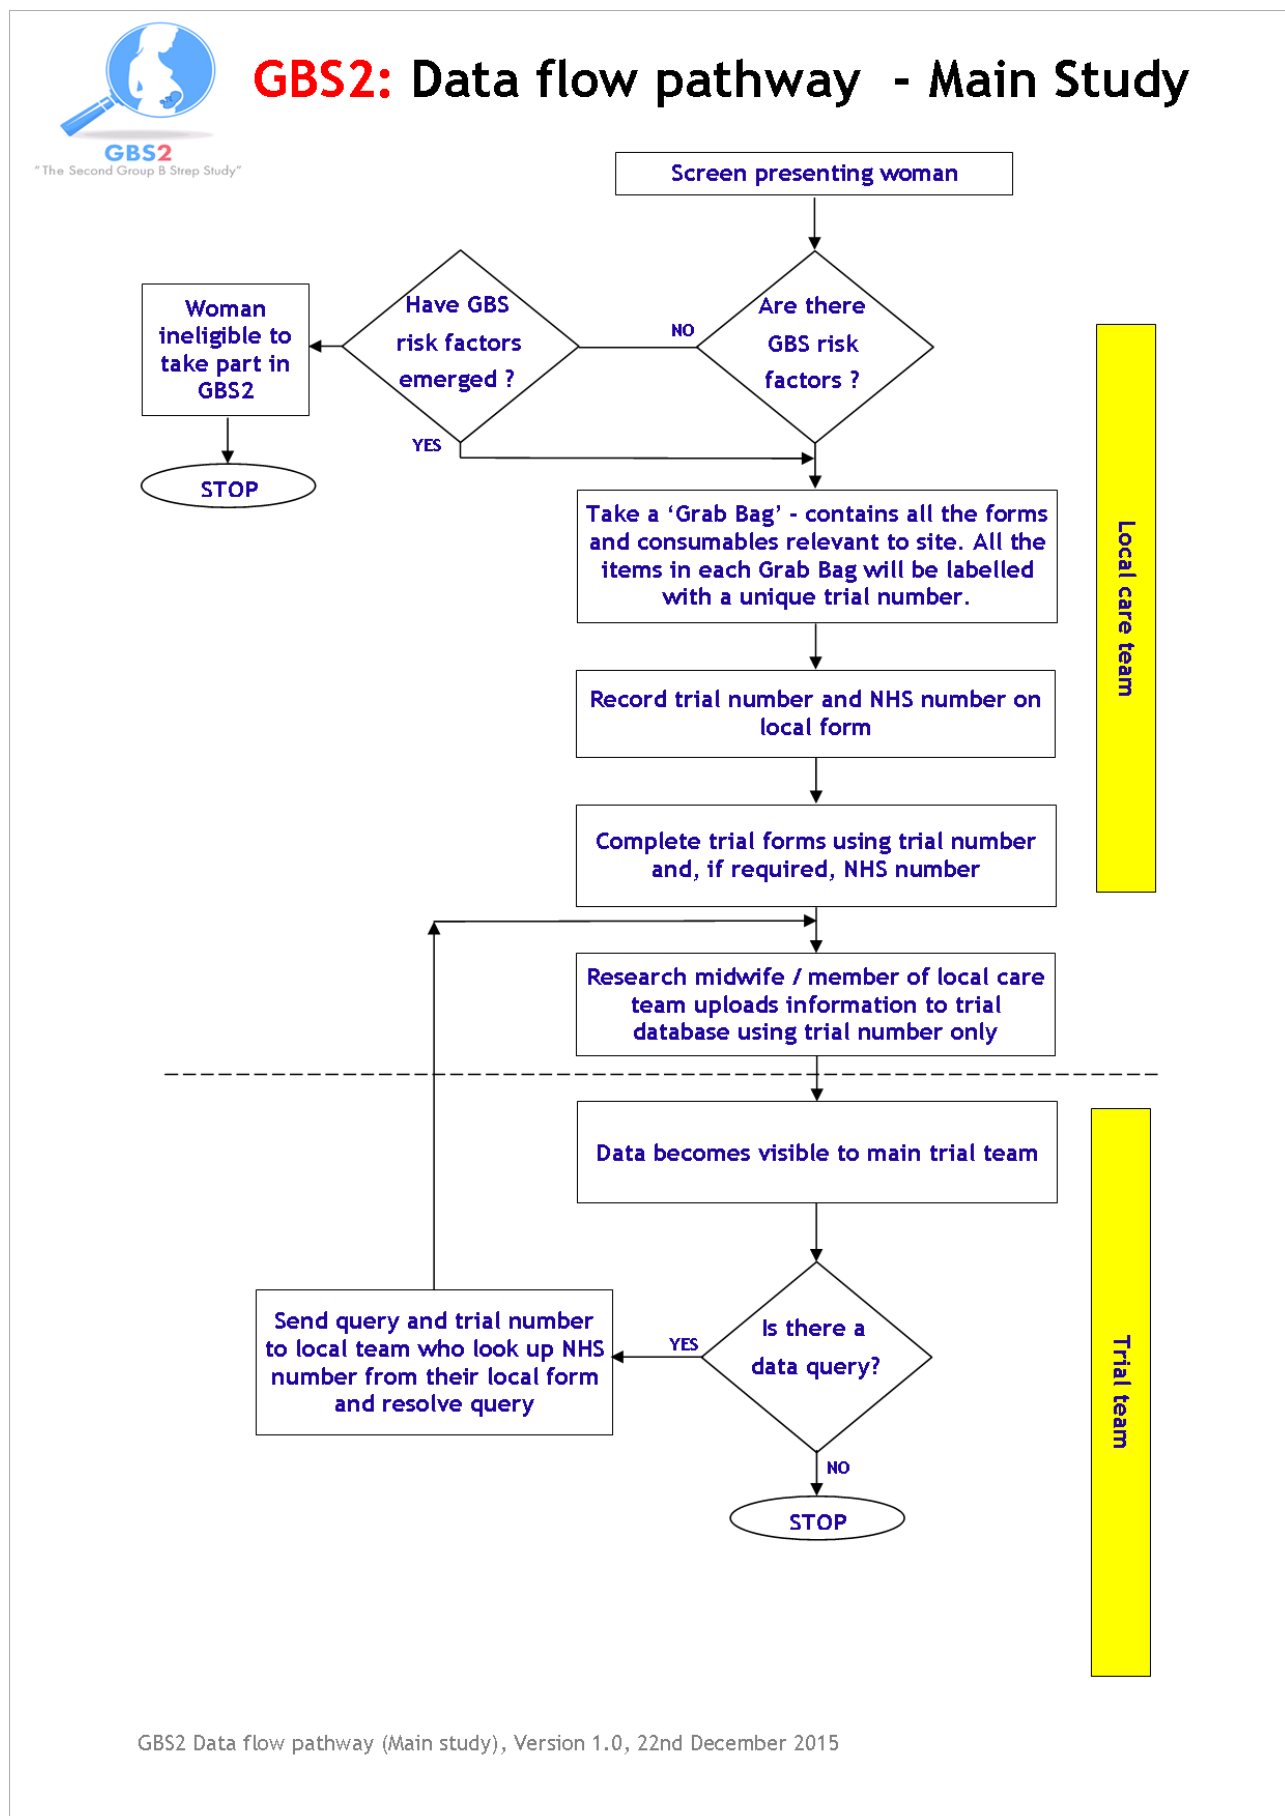 GBS2: Data flow pathway - Main Study
GBS2
"The Second Group B Strep Study"
Screen presenting woman
Are there
GBS risk
factors ?
NO
Have GBS
risk factors
emerged ?
YES
Woman
ineligible to
take part in
GBS2
STOP
Take a ‘Grab Bag’ - contains all the forms
and consumables relevant to site. All the
items in each Grab Bag will be labelled
with a unique trial number.
Record trial number and NHS number on
local form
Complete trial forms using trial number
and, if required, NHS number
Research midwife / member of local care
team uploads information to trial
database using trial number only
Local care team
Data becomes visible to main trial team
Is there a
data query?
YES
Send query and trial number
to local team who look up NHS
number from their local form
and resolve query
NO
STOP
Trial team
GBS2 Data flow pathway (Main study), Version 1.0, 22nd December 2015